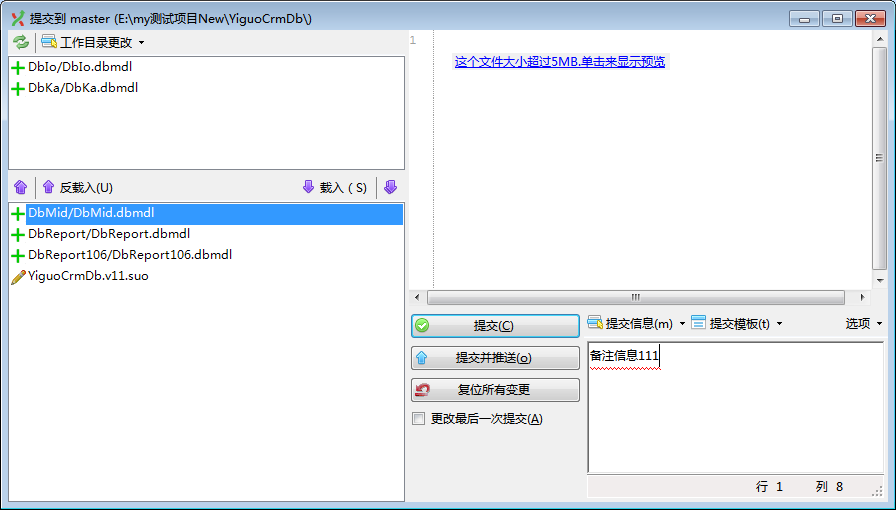 提交到 master (E:\my测试项目New\YiguoCrmDb\)
工作目录更改
DbIo/DbIo.dbmdl
DbKa/DbKa.dbmdl
反载入(U)
载入（S)
DbMid/DbMid.dbmdl
DbReport/DbReport.dbmdl
DbReport106/DbReport106.dbmdl
YiguoCrmDb.v11.suo
1
这个文件大小超过5MB.单击来显示预览
提交(C)
提交并推送(o)
复位所有变更
更改最后一次提交(A)
提交信息(m)
提交模板(t)
选项
备注信息111
行 1 列 8